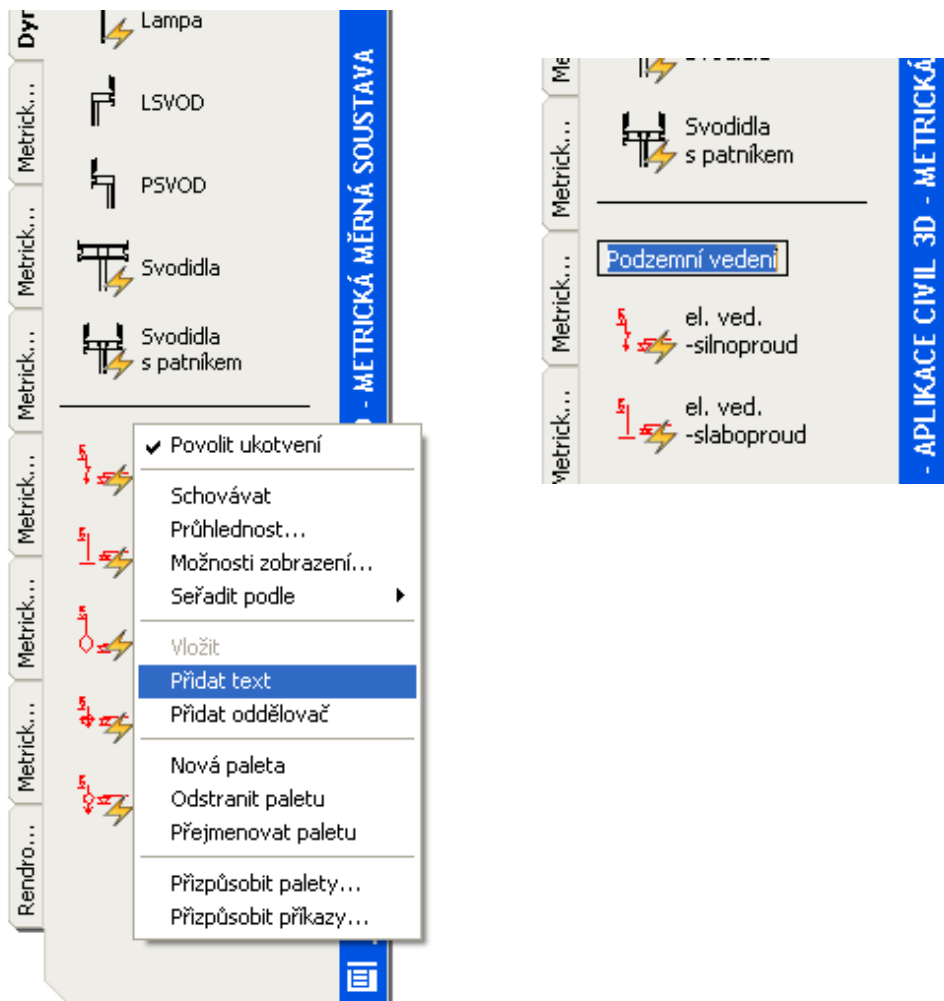 Dyr
Metrick...
Metrick...
Metrick...
Metrick...
Metrick...
Metrick...
Rendro...
Lampa
LSVOD
PSVOD
Svodidla
Svodidla
s patníkem
- METRICKÁ MĚRNÁ SOUSTAVA
Povolit ukotvení
Schovávat
Průhlednost...
Možnosti zobrazení...
Seřadit podle
Vložit
Přidat text
Přidat oddělovač
Nová paleta
Odstranit paletu
Přejmenovat paletu
Přizpůsobit palety...
Přizpůsobit příkazy...
Me
Metrick...
Metrick...
Metrick...
Svodidla
s patníkem
Podzemní vedení
el. ved.
-silnoproud
el. ved.
-slaboproud
- APLIKACE CIVIL 3D - METRICKÁ